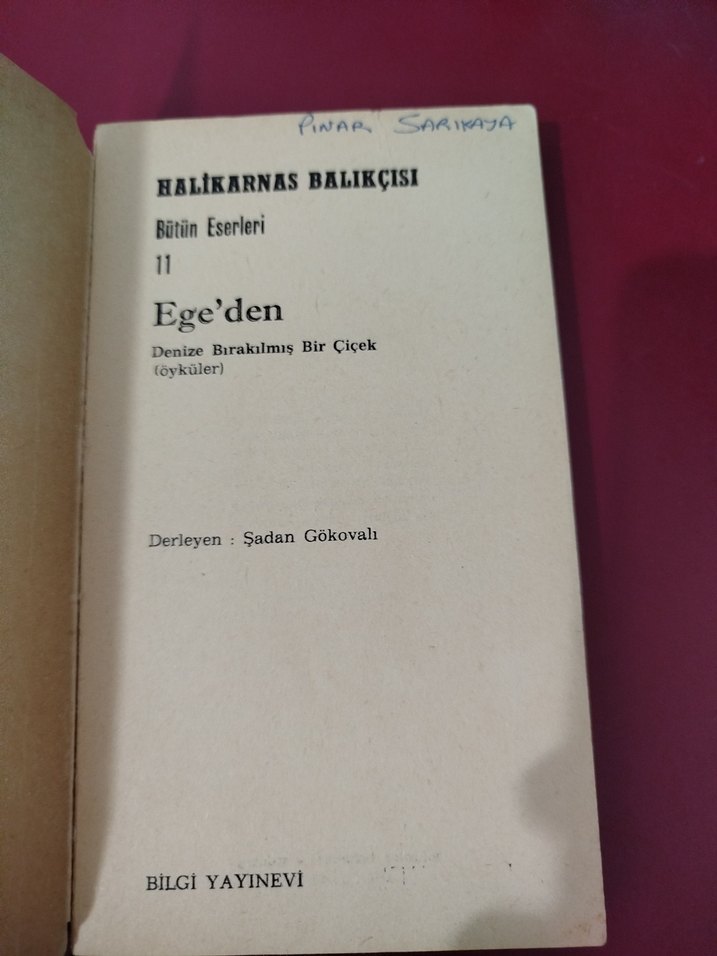 PINAR SARIKAYA
HALİKARNAS BALIKÇISI
Bütün Eserleri
11
Ege'den
Denize Bırakılmış Bir Çiçek
(öyküler)
Derleyen : Şadan Gökovalı
BİLGİ YAYINEVİ